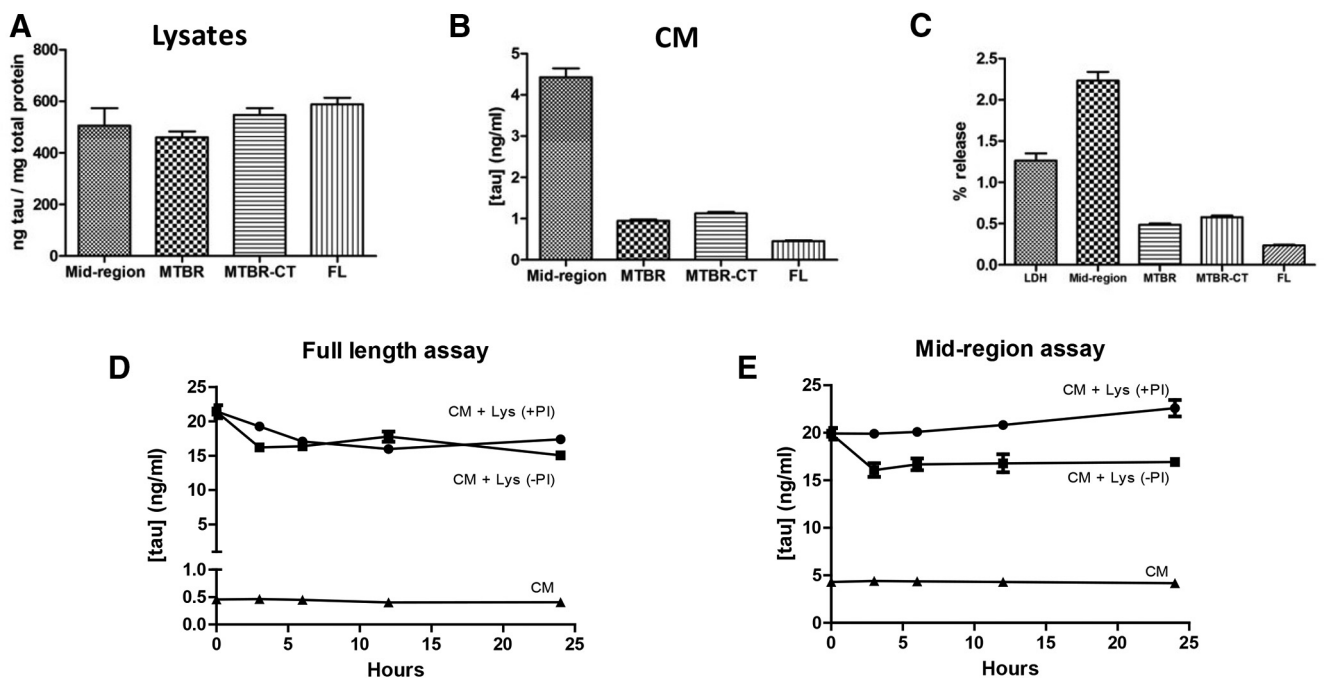 A
Lysates
ng tau / mg total protein
800
600
400
200
0
Mid-region MTBR MTBR-CT FL
B
CM
[tau] (ng/ml)
5
4
3
2
1
0
Mid-region MTBR MTBR-CT FL
C
% release
2.5
2.0
1.5
1.0
0.5
0.0
LDH Mid-region MTBR MTBR-CT FL
D
Full length assay
[tau] (ng/ml)
25
20
15
10
5
1.0
0.5
0.0
CM + Lys (+PI)
CM + Lys (-PI)
CM
0 5 10 15 20 25
Hours
E
Mid-region assay
[tau] (ng/ml)
25
20
15
10
5
0
CM + Lys (+PI)
CM + Lys (-PI)
CM
0 5 10 15 20 25
Hours